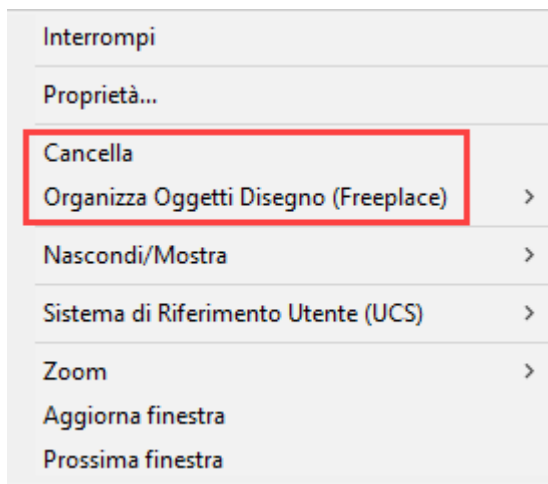 Interrompi
Proprietà...
Cancella
Organizza Oggetti Disegno (Freeplace)
Nascondi/Mostra
Sistema di Riferimento Utente (UCS)
Zoom
Aggiorna finestra
Prossima finestra